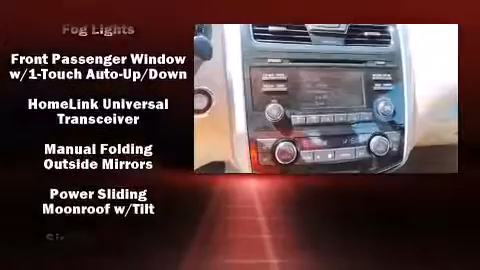 Fog Lights
Front Passenger Window
w/1-Touch Auto-Up/Down
HomeLink Universal
Transceiver
Manual Folding
Outside Mirrors
Power Sliding
Moonroof w/Tilt